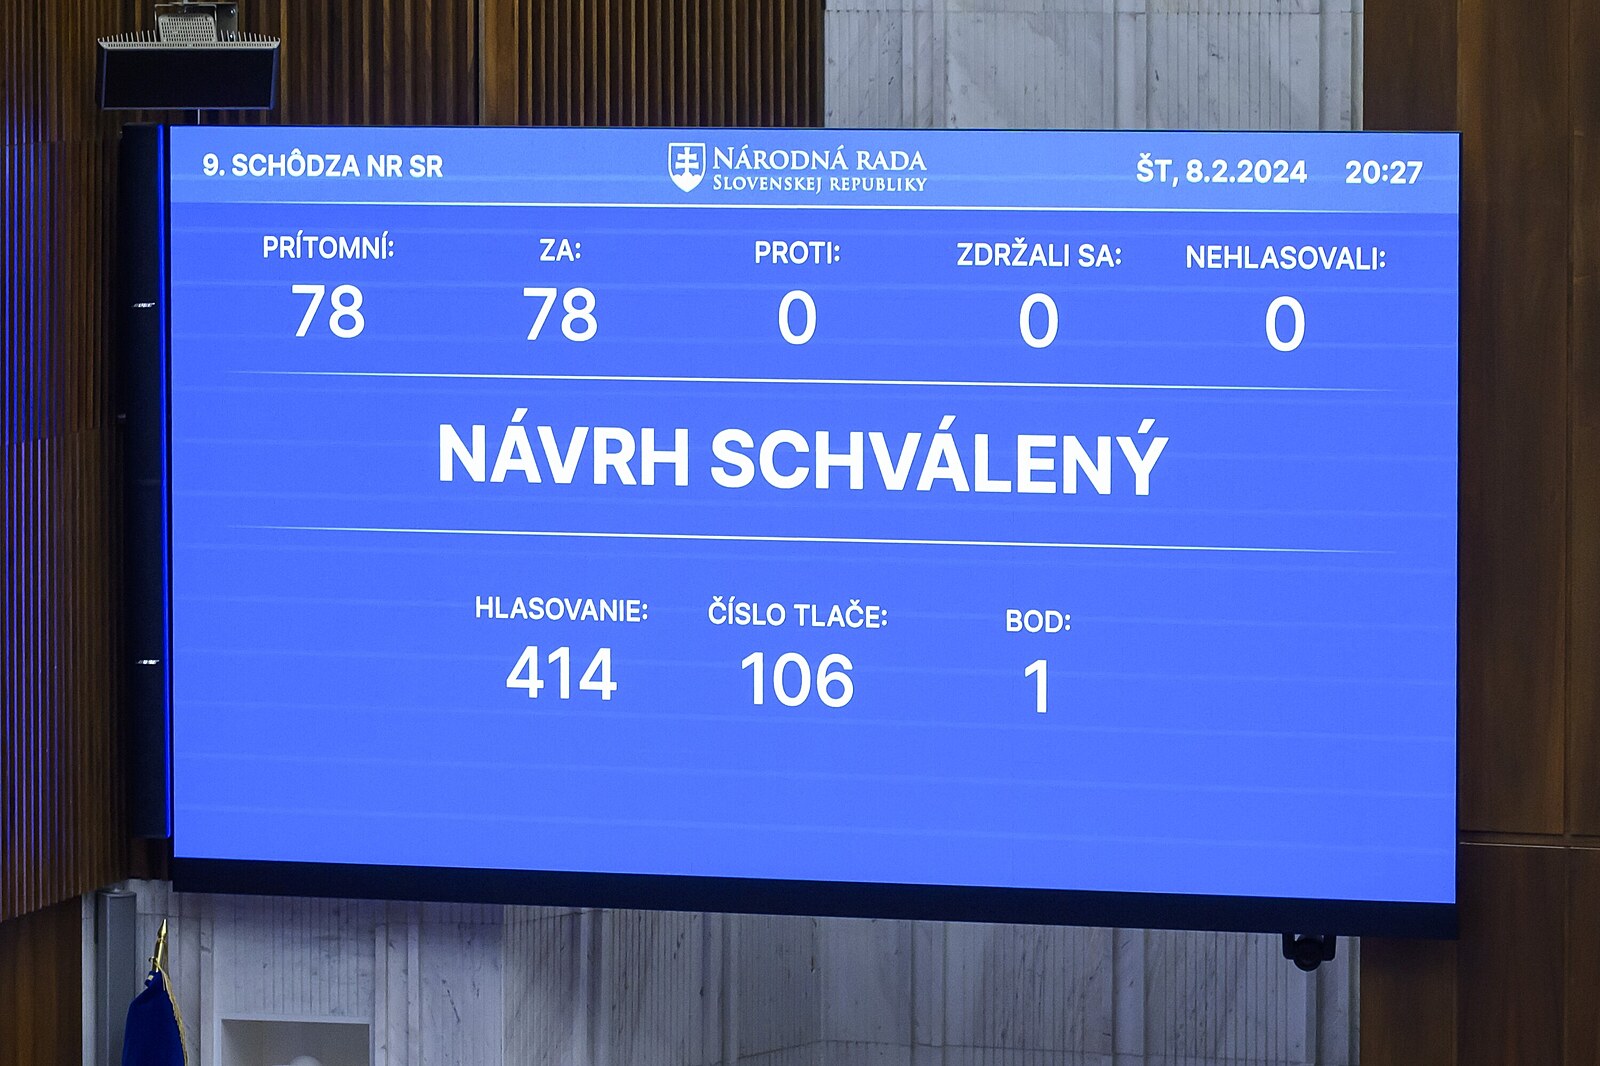 9. SCHÔDZA NR SR
NÁRODNÁ RADA
SLOVENSKEJ REPUBLIKY
ŠT, 8.2.2024 20:27
PRÍTOMNÍ: ZA: PROTI: ZDRŽALI SA: NEHLASOVALI:
78 78 0 0 0
NÁVRH SCHVÁLENÝ
HLASOVANIE: ČÍSLO TLAČE: BOD:
414 106 1